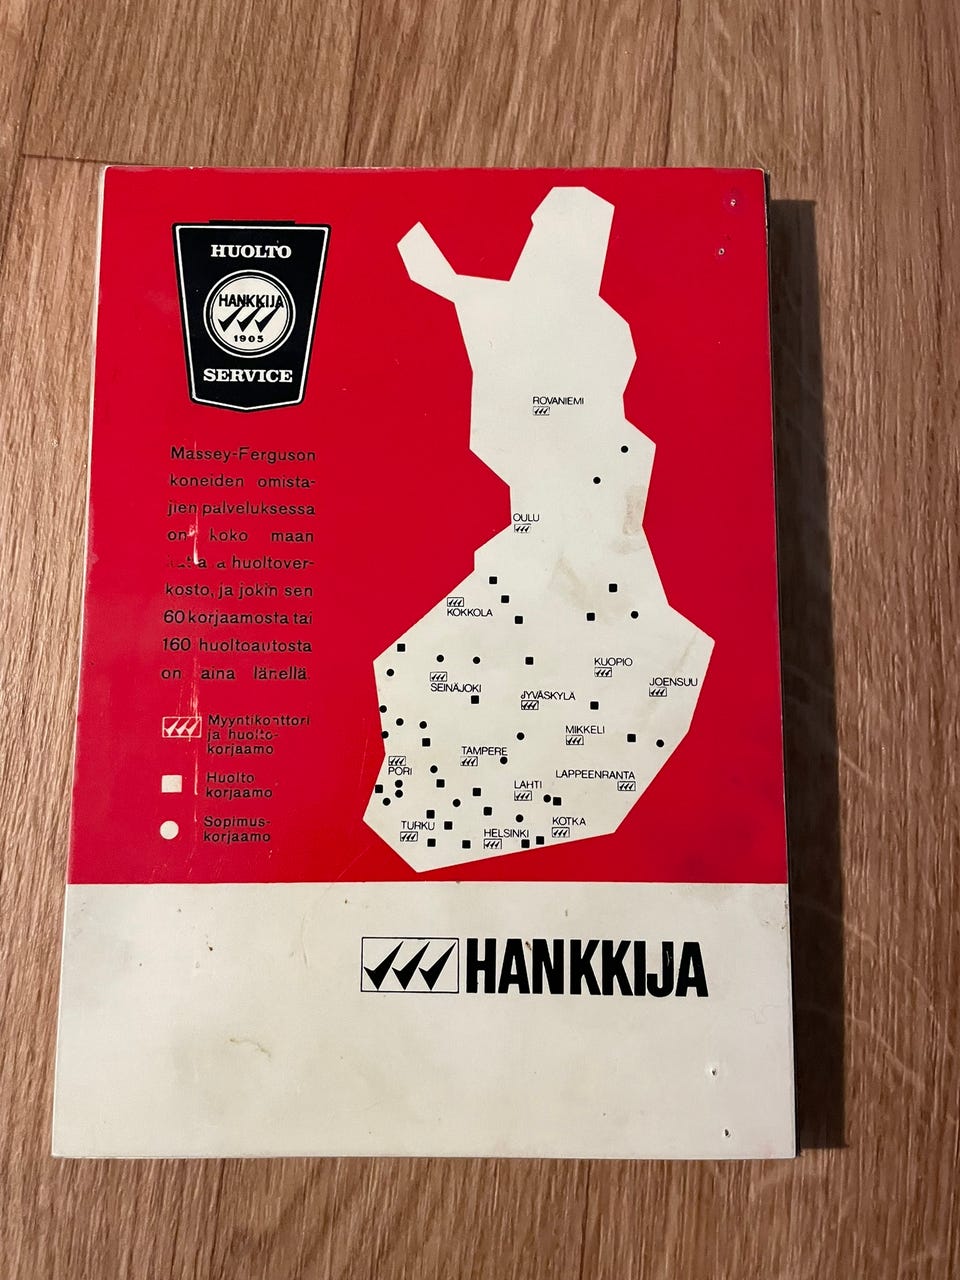 HUOLTO
HANKKIJA
1905
SERVICE
Massey-Ferguson
koneiden omista-
jien palveluksessa
on koko maan
a huoltover-
kosto, ja jokin sen
60 korjaamosta tai
160 huoltoautosta
on aina lähellä.
Myyntikonttori
ja huolto-
korjaamo
Huolto
korjaamo
Sopimus-
korjaamo
ROVANIEMI
OULU
KOKKOLA
KUOPIO
SEINÄJOKI
JOENSUU
JYVÄSKYLÄ
MIKKELI
TAMPERE
PORI
LAPPEENRANTA
LAHTI
TURKU
KOTKA
HELSINKI
HANKKIJA